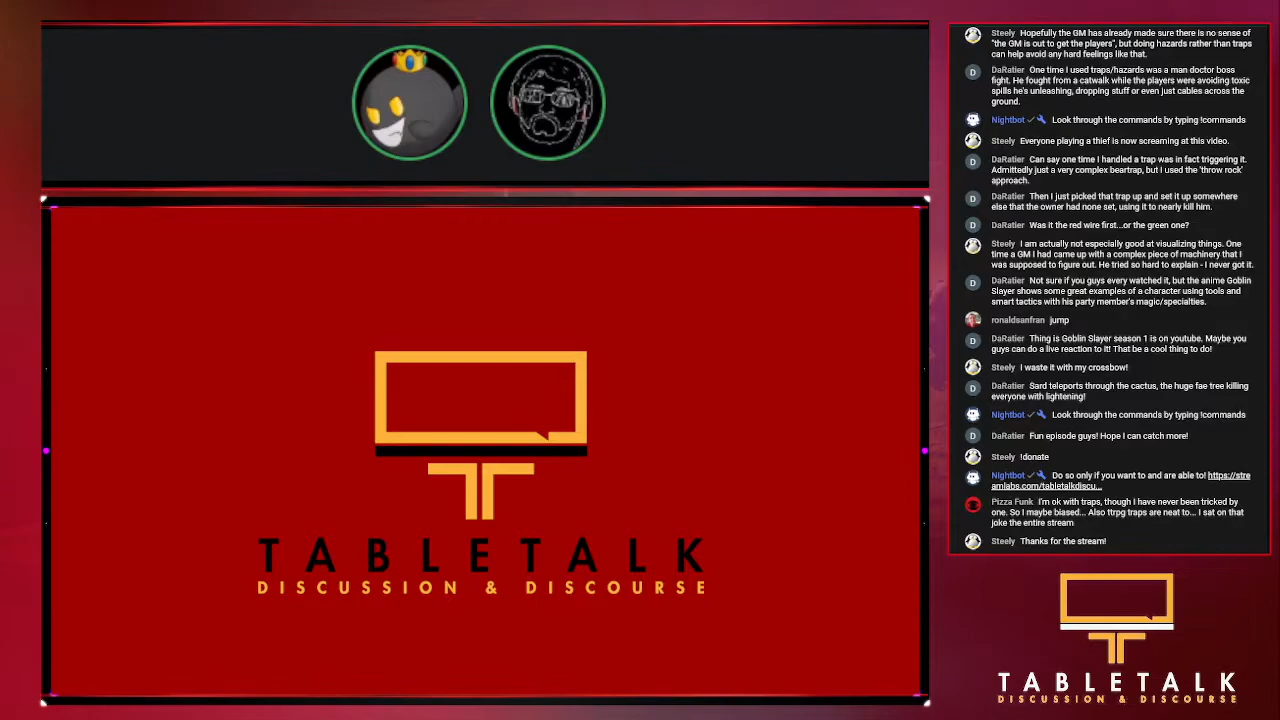 Steely Hopefully the GM has already made sure there is no sense of
"the GM is out to get the players", but doing hazards rather than traps
can help avoid any hard feelings like that.
D DaRatier One time I used traps/hazards was a man doctor boss
fight. He fought from a catwalk while the players were avoiding toxic
spills he's unleashing, dropping stuff or even just cables across the
ground.
Nightbot Look through the commands by typing !commands
Steely Everyone playing a thief is now screaming at this video.
D DaRatier Can say one time I handled a trap was in fact triggering it.
Admittedly just a very complex beartrap, but I used the 'throw rock'
approach.
D DaRatier Then I just picked that trap up and set it up somewhere
else that the owner had none set, using it to nearly kill him.
D DaRatier Was it the red wire first...or the green one?
Steely I am actually not especially good at visualizing things. One
time a GM I had came up with a complex piece of machinery that I
was supposed to figure out. He tried so hard to explain - I never got it.
D DaRatier Not sure if you guys every watched it, but the anime Goblin
Slayer shows some great examples of a character using tools and
smart tactics with his party member's magic/specialties.
ronaldsanfran jump
D DaRatier Thing is Goblin Slayer season 1 is on youtube. Maybe you
guys can do a live reaction to it! That be a cool thing to do!
Steely I waste it with my crossbow!
D DaRatier Sard teleports through the cactus, the huge fae tree killing
everyone with lightening!
Nightbot Look through the commands by typing !commands
D DaRatier Fun episode guys! Hope I can catch more!
Steely !donate
Nightbot Do so only if you want to and are able to! https://stre
amlabs.com/tabletalkdiscu...
Pizza Funk I'm ok with traps, though I have never been tricked by
one. So I maybe biased... Also ttrpg traps are neat to... I sat on that
joke the entire stream
Steely Thanks for the stream!
TABLETALK
DISCUSSION & DISCOURSE
TABLETALK
DISCUSSION & DISCOURSE